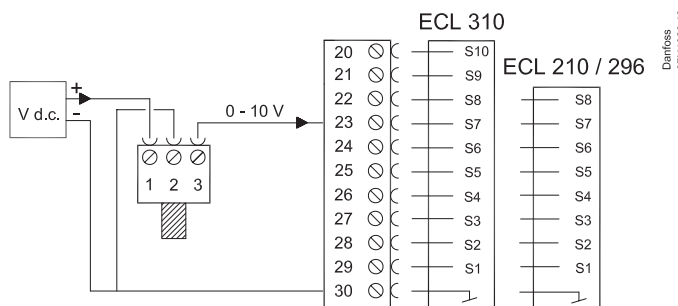 ECL 310
Danfoss
ECL 210 / 296
20 S10
21 S9
22 S8 S8
0 - 10 V 23 S7 S7
24 S6 S6
25 S5 S5
26 S4 S4
27 S3 S3
28 S2 S2
29 S1 S1
30
+
V d.c.
-
1 2 3